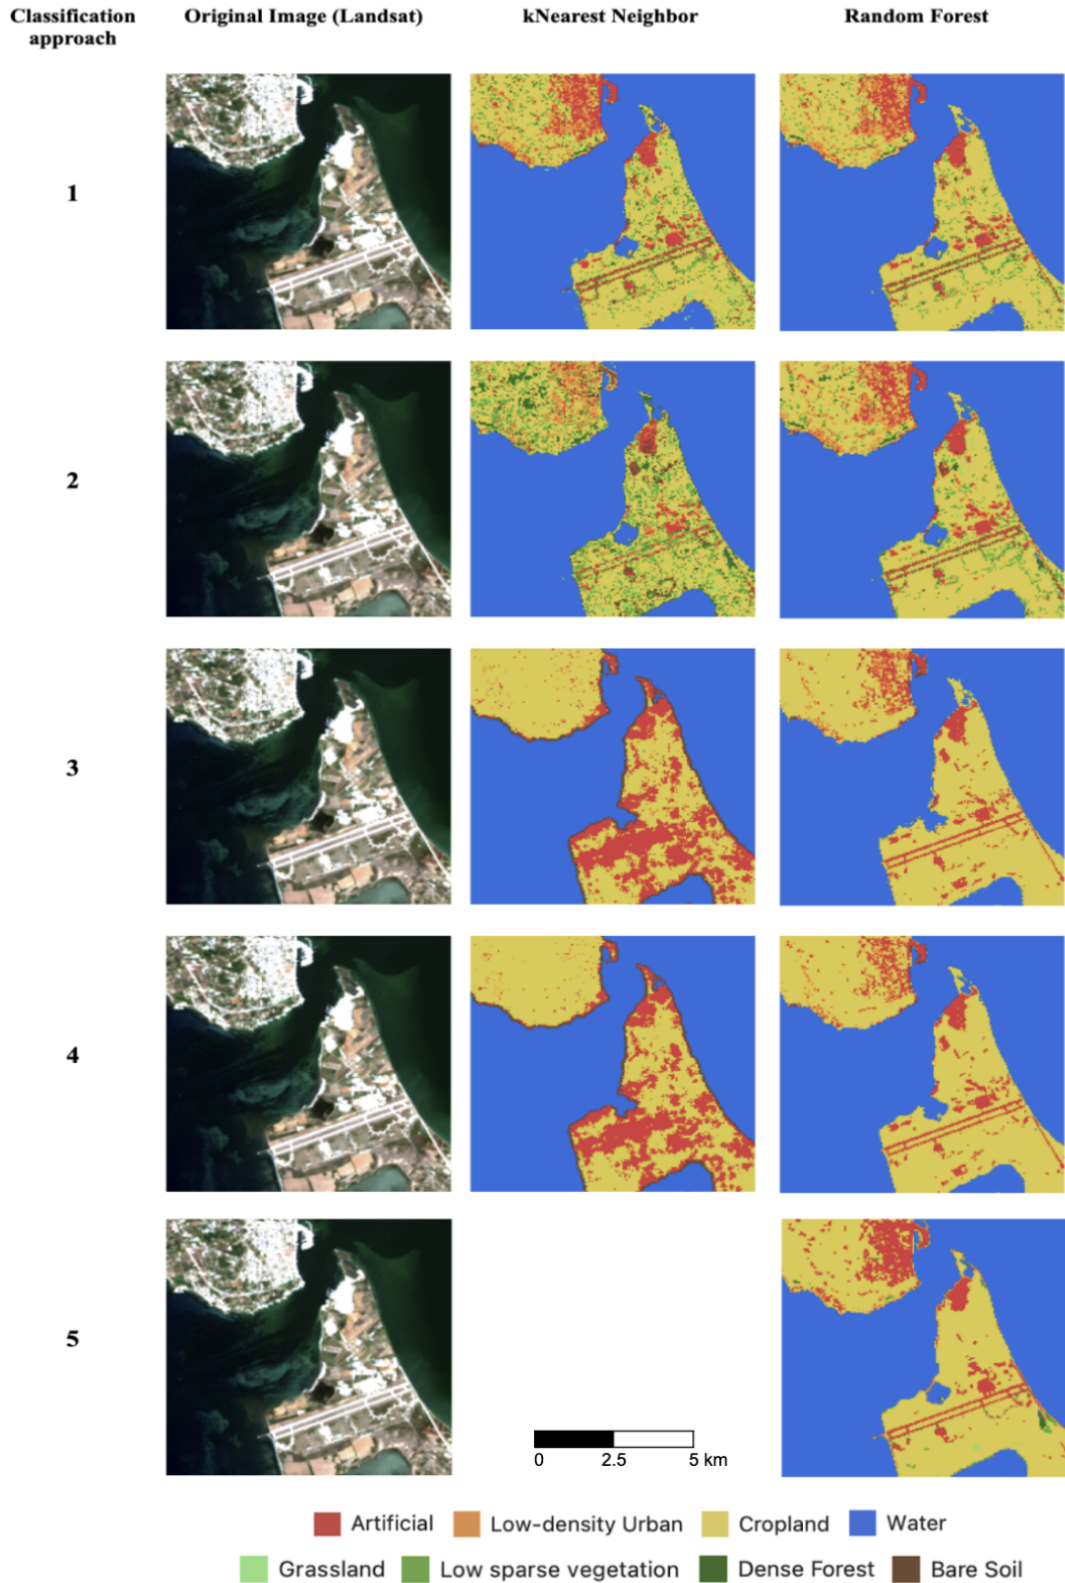 Classification approach
Original Image (Landsat)
kNearest Neighbor
Random Forest
1
2
3
4
5
0 2.5 5 km
Artificial
Low-density Urban
Cropland
Water
Grassland
Low sparse vegetation
Dense Forest
Bare Soil